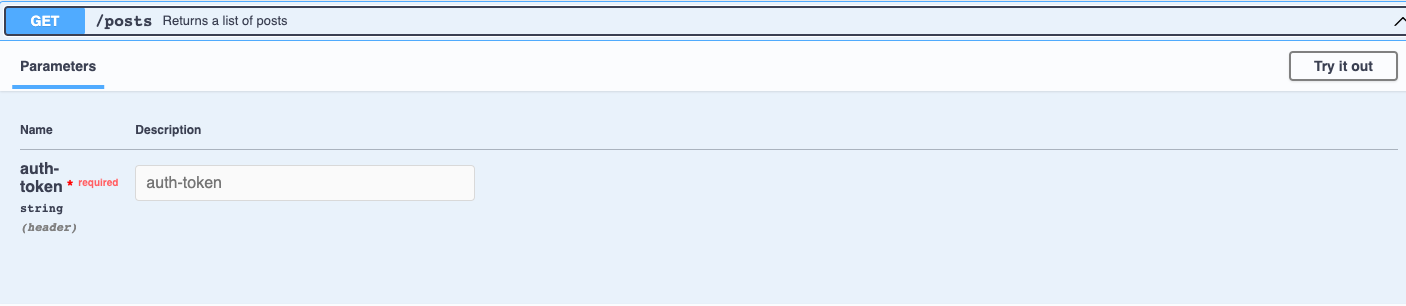 GET /posts Returns a list of posts
Parameters
Try it out
Name Description
auth-
token * required
string
(header)
auth-token